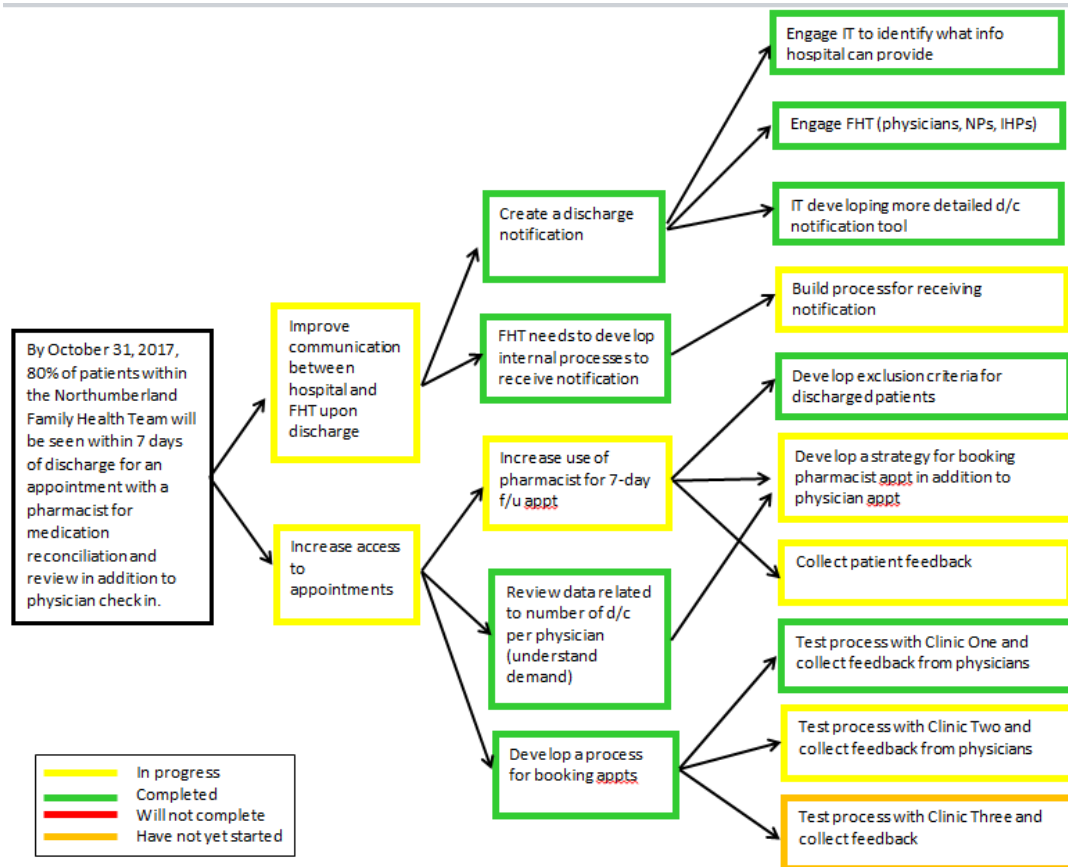 By October 31, 2017,
80% of patients within
the Northumberland
Family Health Team will
be seen within 7 days
of discharge for an
appointment with a
pharmacist for
medication
reconciliation and
review in addition to
physician check in.
Improve
communication
between
hospital and
FHT upon
discharge
Increase access
to
appointments
Create a discharge
notification
FHT needs to develop
internal processes to
receive notification
Increase use of
pharmacist for 7-day
f/u appt
Review data related
to number of d/c
per physician
(understand
demand)
Develop a process
for booking appts
Engage IT to identify what info
hospital can provide
Engage FHT (physicians, NPs, IHPs)
IT developing more detailed d/c
notification tool
Build process for receiving
notification
Develop exclusion criteria for
discharged patients
Develop a strategy for booking
pharmacist appt in addition to
physician appt
Collect patient feedback
Test process with Clinic One and
collect feedback from physicians
Test process with Clinic Two and
collect feedback from physicians
Test process with Clinic Three and
collect feedback
In progress
Completed
Will not complete
Have not yet started